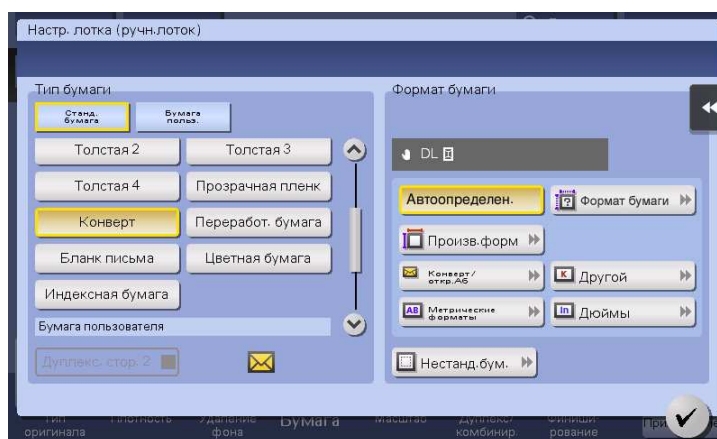 Настр. лотка (ручн.лоток)
Тип бумаги
Станд. бумага
Бумага польз.
Толстая 2
Толстая 3
Толстая 4
Прозрачная пленк
Конверт
Переработ. бумага
Бланк письма
Цветная бумага
Индексная бумага
Бумага пользователя
Дуплекс. стор. 2
Формат бумаги
DL
Автоопределен.
? Формат бумаги
Произв.форм
Конверт/
откр.A6
K Другой
AB Метрические
форматы
in Дюймы
Нестанд.бум.
Тип
оригинала
Плотность
Удаление
фона
Бумага
Масштаб
Дуплекс/
комбинир.
Финиши-
рование